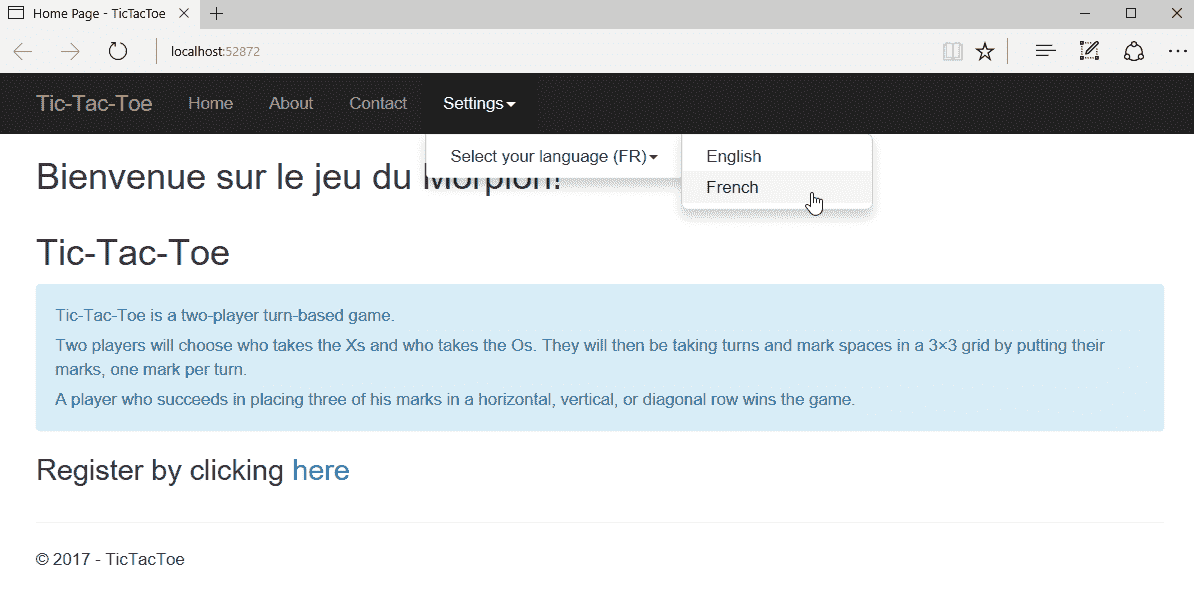 Home Page - TicTacToe
localhost:52872
Tic-Tac-Toe Home About Contact Settings
Select your language (FR) English
French
Bienvenue sur le jeu du Morpion!
Tic-Tac-Toe
Tic-Tac-Toe is a two-player turn-based game.
Two players will choose who takes the Xs and who takes the Os. They will then be taking turns and mark spaces in a 3×3 grid by putting their
marks, one mark per turn.
A player who succeeds in placing three of his marks in a horizontal, vertical, or diagonal row wins the game.
Register by clicking here
© 2017 - TicTacToe